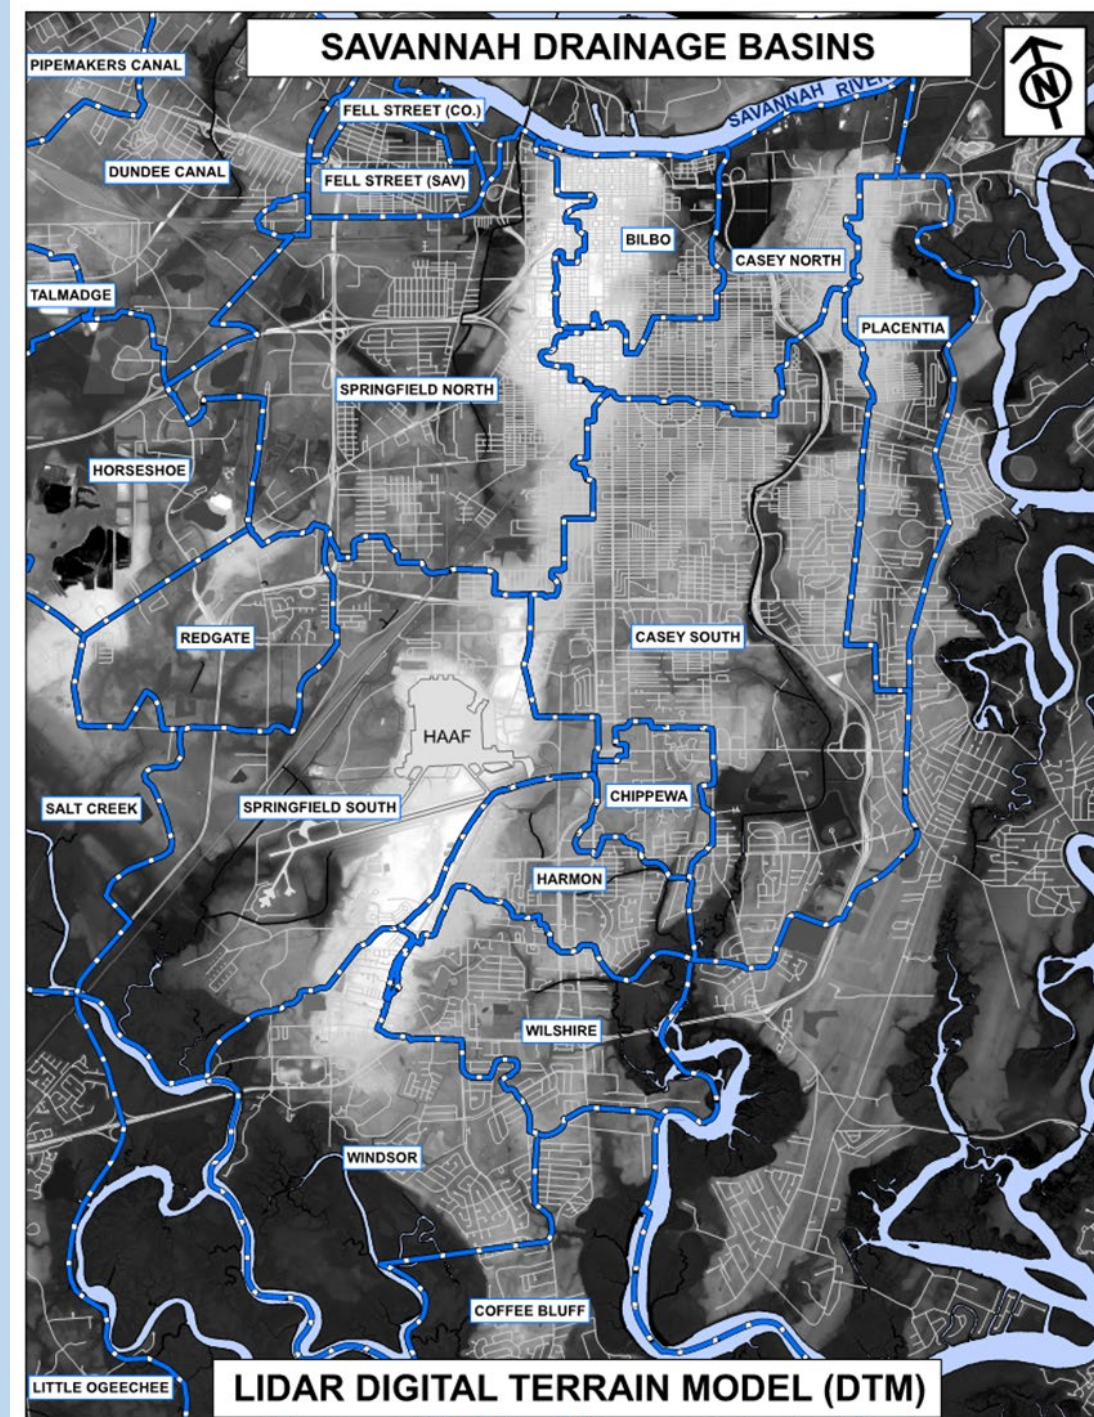 SAVANNAH DRAINAGE BASINS
N
PIPEMAKERS CANAL
FELL STREET (CO.)
SAVANNAH RIVER
DUNDEE CANAL
FELL STREET (SAV)
BILBO
CASEY NORTH
TALMADGE
PLACENTIA
SPRINGFIELD NORTH
HORSESHOE
REDGATE
CASEY SOUTH
HAAF
CHIPPEWA
SALT CREEK
SPRINGFIELD SOUTH
HARMON
WILSHIRE
WINDSOR
COFFEE BLUFF
LITTLE OGEECHEE
LIDAR DIGITAL TERRAIN MODEL (DTM)